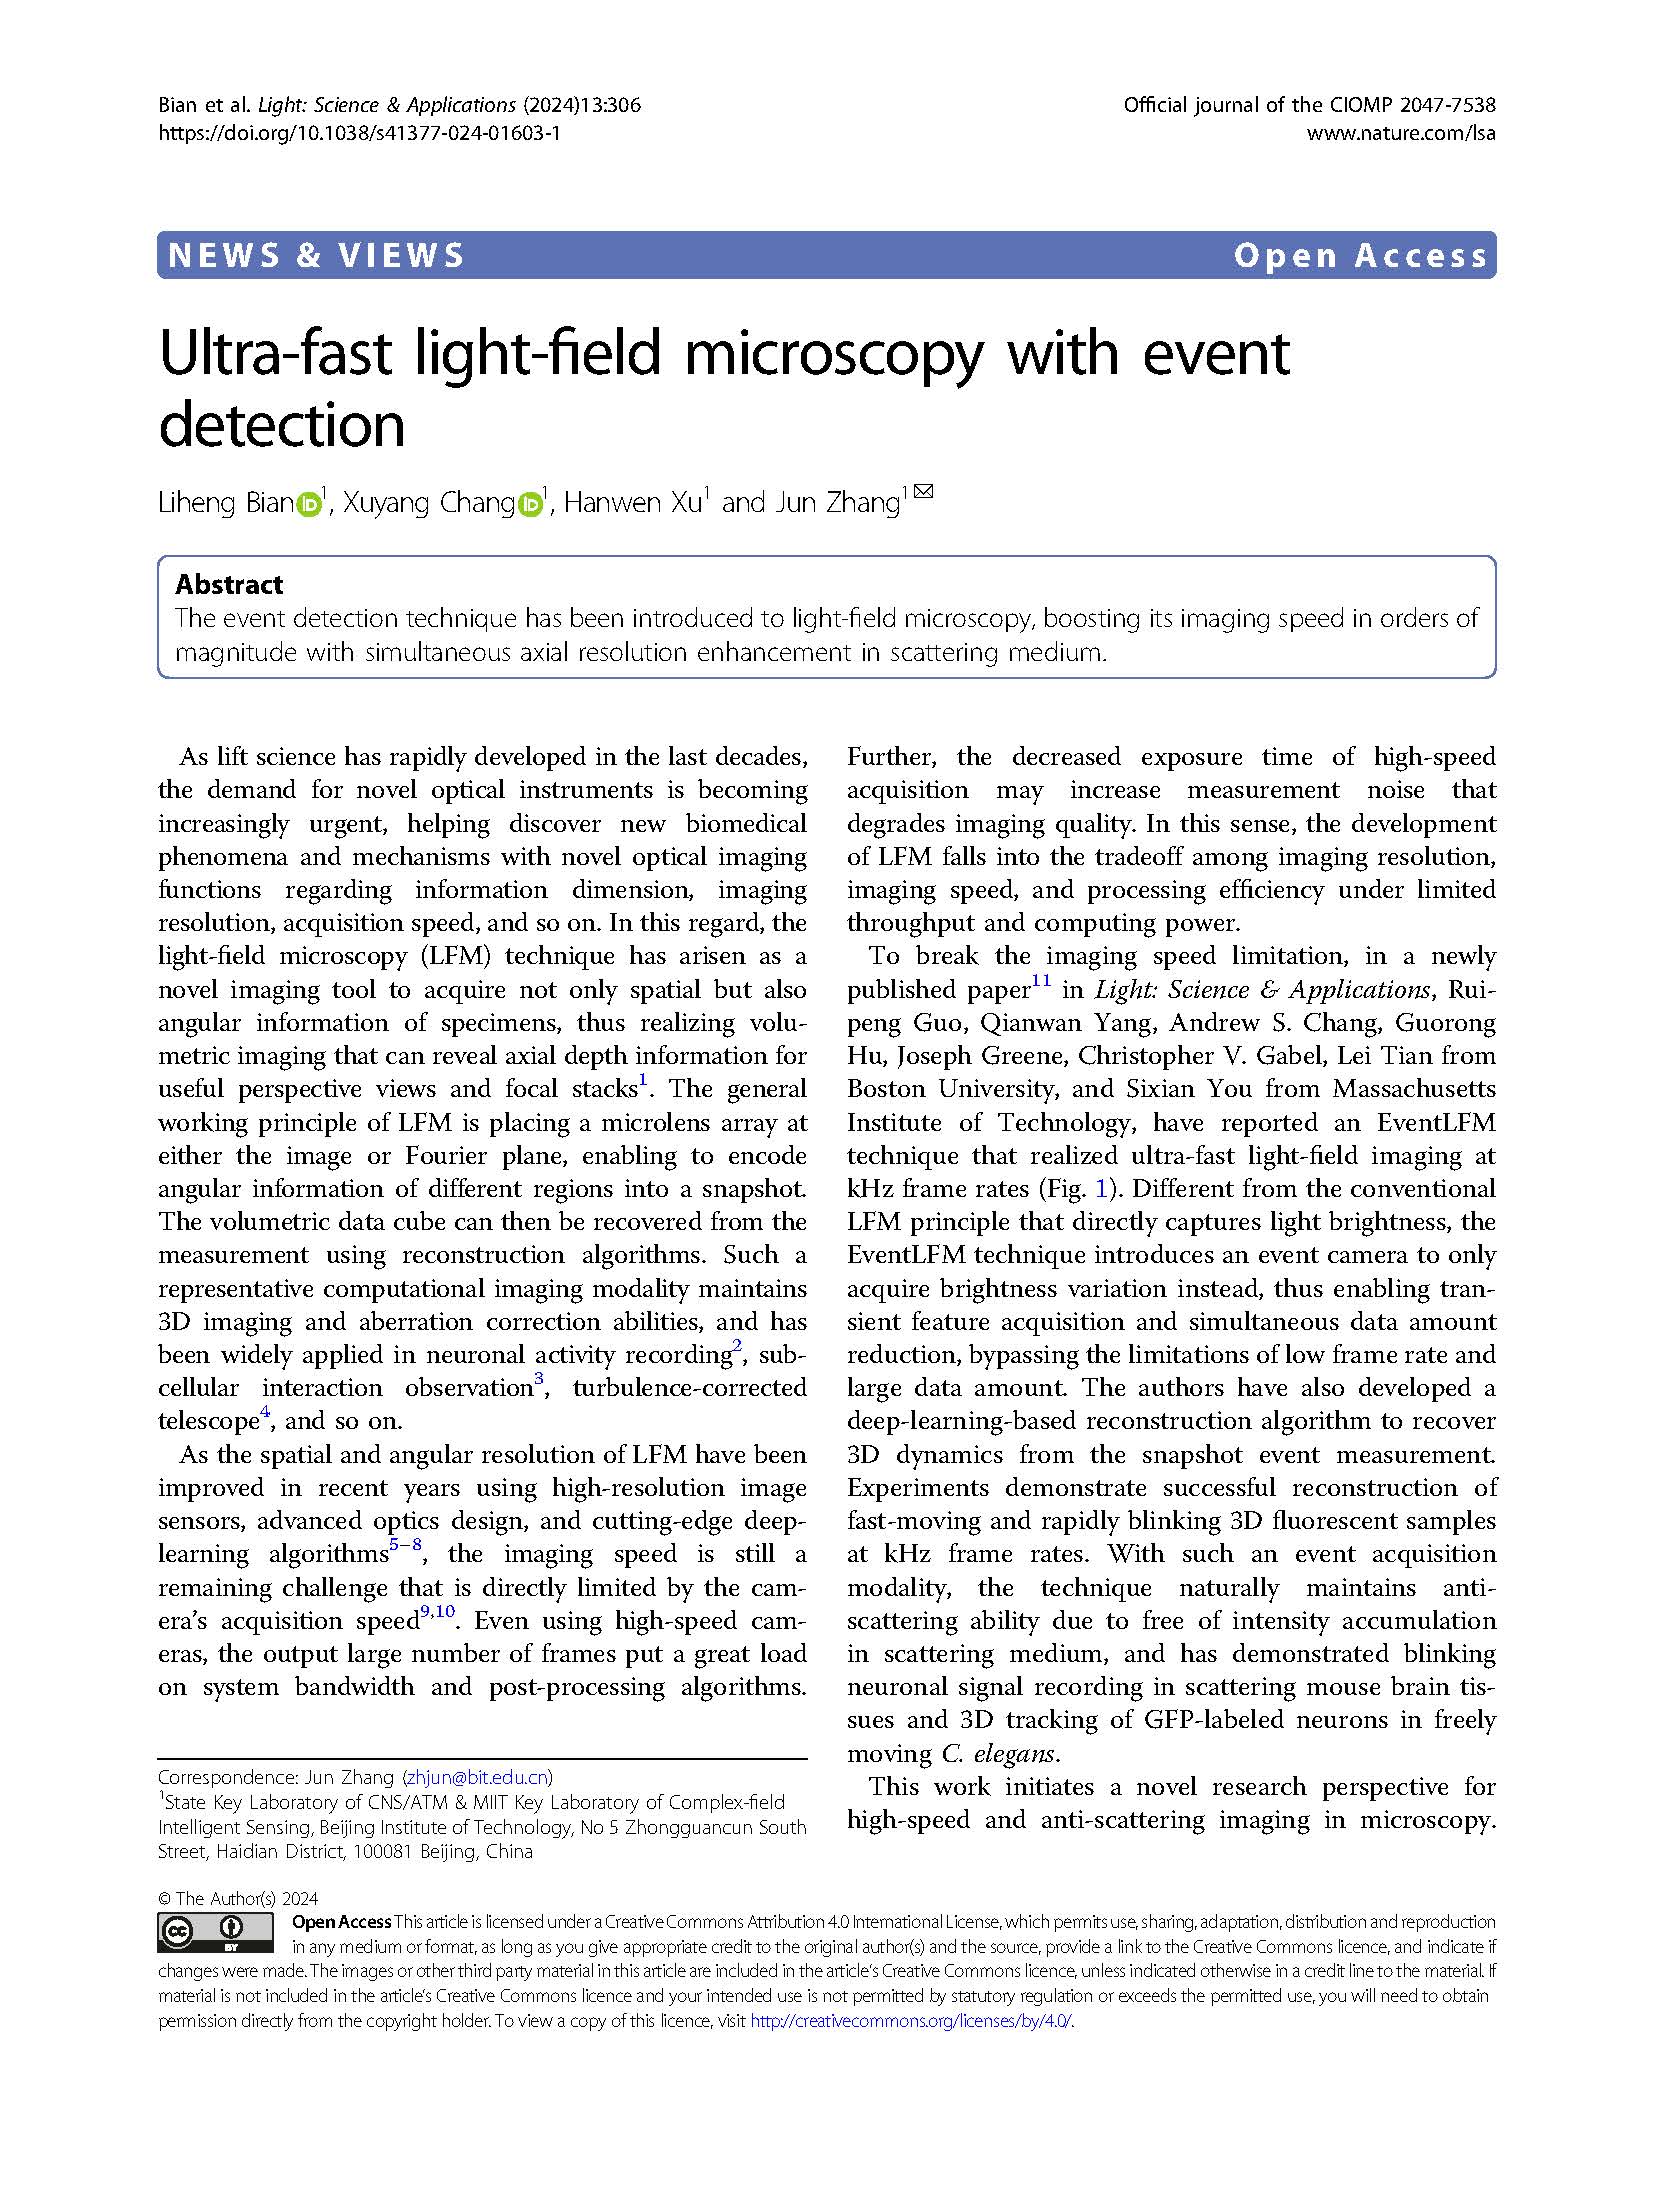 Bian et al. Light: Science & Applications (2024)13:306
https://doi.org/10.1038/s41377-024-01603-1
Official journal of the CIOMP 2047-7538
www.nature.com/lsa
NEWS & VIEWS
Open Access
Ultra-fast light-field microscopy with event
detection
Liheng Bian iD 1, Xuyang Chang iD 1, Hanwen Xu1 and Jun Zhang1 ✉
Abstract
The event detection technique has been introduced to light-field microscopy, boosting its imaging speed in orders of
magnitude with simultaneous axial resolution enhancement in scattering medium.
As lift science has rapidly developed in the last decades,
the demand for novel optical instruments is becoming
increasingly urgent, helping discover new biomedical
phenomena and mechanisms with novel optical imaging
functions regarding information dimension, imaging
resolution, acquisition speed, and so on. In this regard, the
light-field microscopy (LFM) technique has arisen as a
novel imaging tool to acquire not only spatial but also
angular information of specimens, thus realizing volu-
metric imaging that can reveal axial depth information for
useful perspective views and focal stacks1. The general
working principle of LFM is placing a microlens array at
either the image or Fourier plane, enabling to encode
angular information of different regions into a snapshot.
The volumetric data cube can then be recovered from the
measurement using reconstruction algorithms. Such a
representative computational imaging modality maintains
3D imaging and aberration correction abilities, and has
been widely applied in neuronal activity recording2, sub-
cellular interaction observation3, turbulence-corrected
telescope4, and so on.
As the spatial and angular resolution of LFM have been
improved in recent years using high-resolution image
sensors, advanced optics design, and cutting-edge deep-
learning algorithms5–8, the imaging speed is still a
remaining challenge that is directly limited by the cam-
era's acquisition speed9,10. Even using high-speed cam-
eras, the output large number of frames put a great load
on system bandwidth and post-processing algorithms.
Further, the decreased exposure time of high-speed
acquisition may increase measurement noise that
degrades imaging quality. In this sense, the development
of LFM falls into the tradeoff among imaging resolution,
imaging speed, and processing efficiency under limited
throughput and computing power.
To break the imaging speed limitation, in a newly
published paper11 in Light: Science & Applications, Rui-
peng Guo, Qianwan Yang, Andrew S. Chang, Guorong
Hu, Joseph Greene, Christopher V. Gabel, Lei Tian from
Boston University, and Sixian You from Massachusetts
Institute of Technology, have reported an EventLFM
technique that realized ultra-fast light-field imaging at
kHz frame rates (Fig. 1). Different from the conventional
LFM principle that directly captures light brightness, the
EventLFM technique introduces an event camera to only
acquire brightness variation instead, thus enabling tran-
sient feature acquisition and simultaneous data amount
reduction, bypassing the limitations of low frame rate and
large data amount. The authors have also developed a
deep-learning-based reconstruction algorithm to recover
3D dynamics from the snapshot event measurement.
Experiments demonstrate successful reconstruction of
fast-moving and rapidly blinking 3D fluorescent samples
at kHz frame rates. With such an event acquisition
modality, the technique naturally maintains anti-
scattering ability due to free of intensity accumulation
in scattering medium, and has demonstrated blinking
neuronal signal recording in scattering mouse brain tis-
sues and 3D tracking of GFP-labeled neurons in freely
moving C. elegans.
This work initiates a novel research perspective for
high-speed and anti-scattering imaging in microscopy.
Correspondence: Jun Zhang (zhjun@bit.edu.cn)
1State Key Laboratory of CNS/ATM & MIIT Key Laboratory of Complex-field
Intelligent Sensing, Beijing Institute of Technology, No 5 Zhongguancun South
Street, Haidian District, 100081 Beijing, China
© The Author(s) 2024
cc BY
Open Access This article is licensed under a Creative Commons Attribution 4.0 International License, which permits use, sharing, adaptation, distribution and reproduction
in any medium or format, as long as you give appropriate credit to the original author(s) and the source, provide a link to the Creative Commons licence, and indicate if
changes were made. The images or other third party material in this article are included in the article's Creative Commons licence, unless indicated otherwise in a credit line to the material. If
material is not included in the article's Creative Commons licence and your intended use is not permitted by statutory regulation or exceeds the permitted use, you will need to obtain
permission directly from the copyright holder. To view a copy of this licence, visit http://creativecommons.org/licenses/by/4.0/.